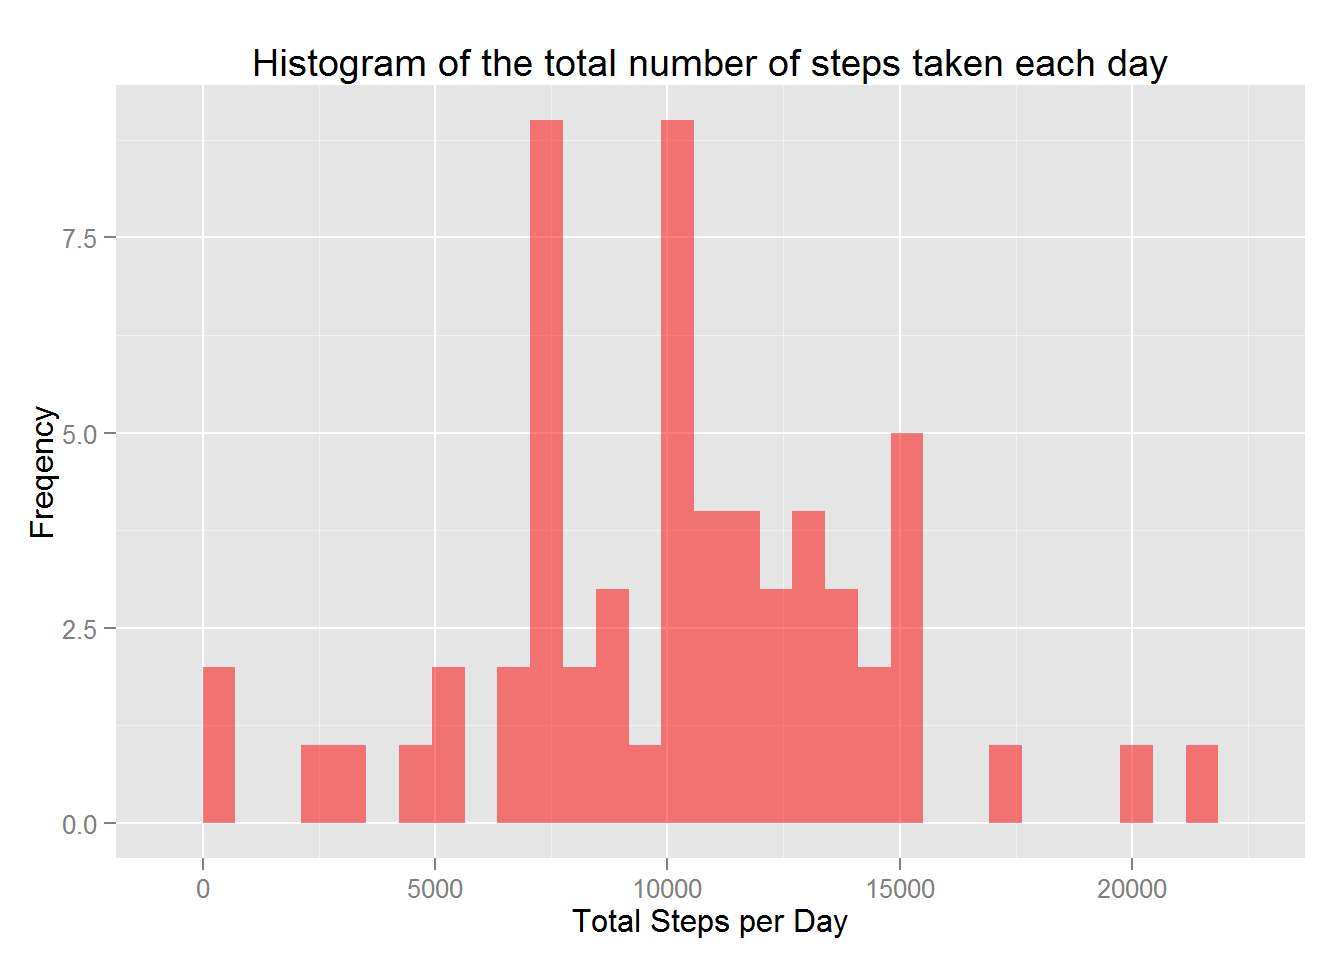 Histogram of the total number of steps taken each day
7.5
5.0
2.5
0.0
Freqency
0 5000 10000 15000 20000
Total Steps per Day